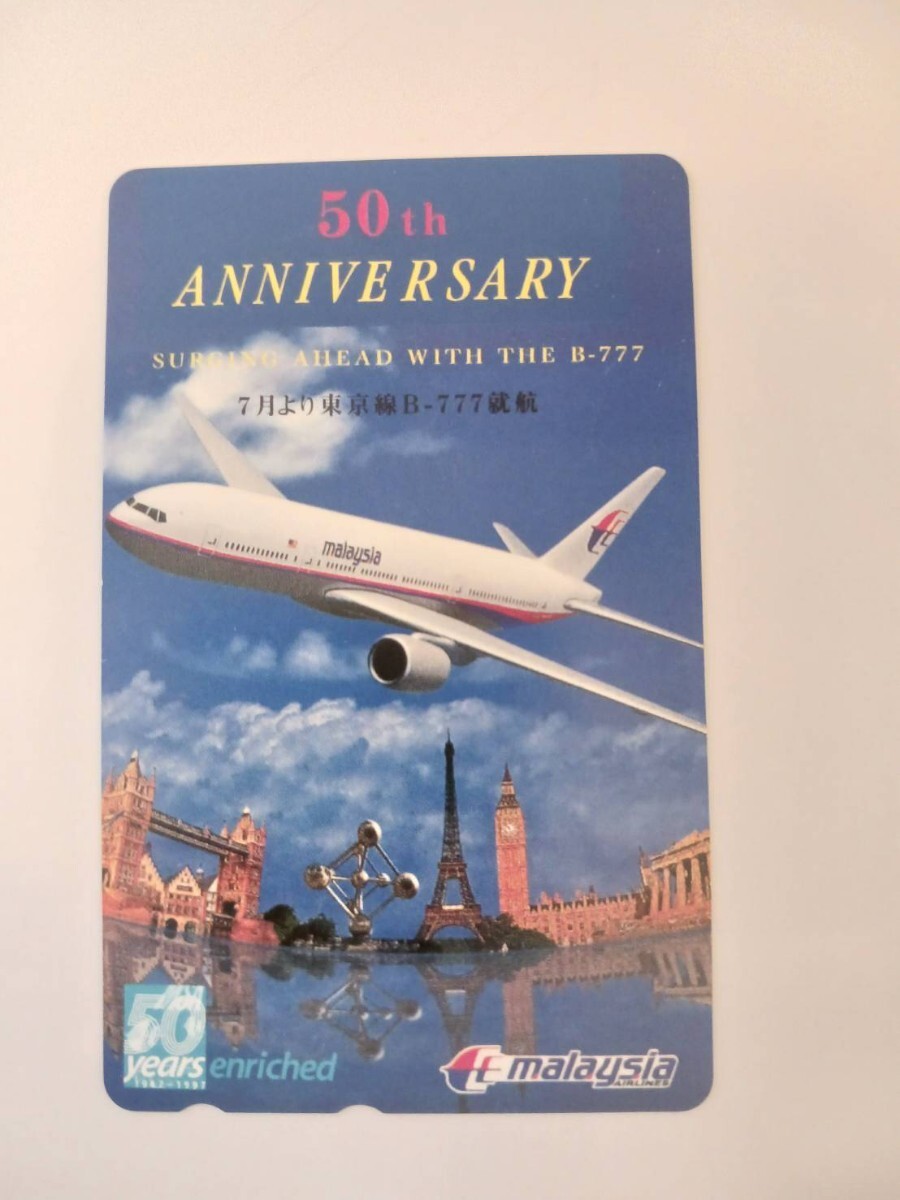 50th
ANNIVERSARY
SURGING AHEAD WITH THE B-777
7月より東京線B-777就航
malaysia
50
years enriched
malaysia
AIRLINES